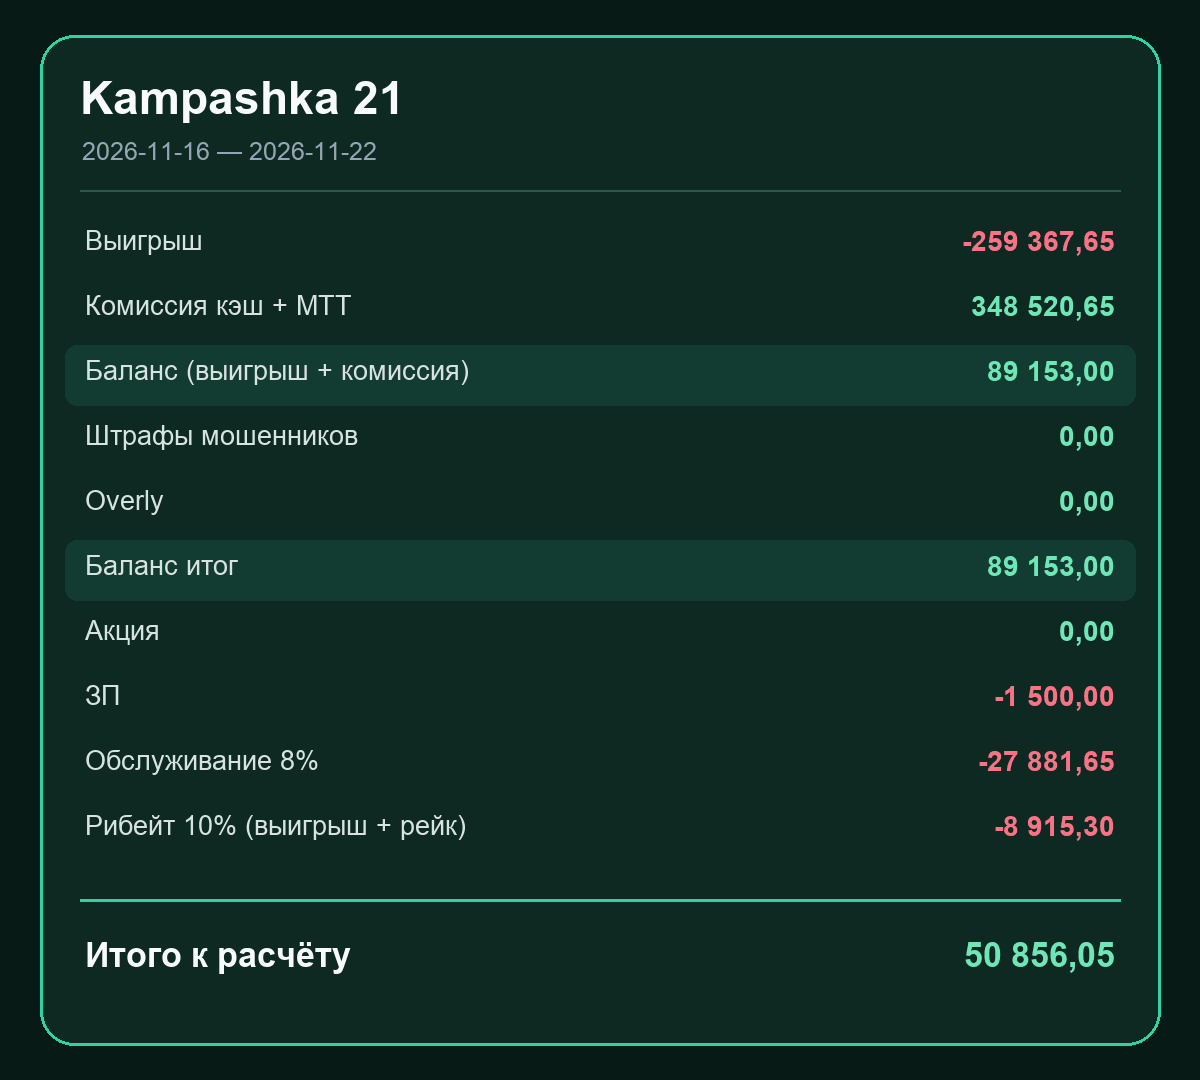 Kampashka 21
2026-11-16 — 2026-11-22
Выигрыш -259 367,65
Комиссия кэш + МТТ 348 520,65
Баланс (выигрыш + комиссия) 89 153,00
Штрафы мошенников 0,00
Overly 0,00
Баланс итог 89 153,00
Акция 0,00
ЗП -1 500,00
Обслуживание 8% -27 881,65
Рибейт 10% (выигрыш + рейк) -8 915,30
Итого к расчёту 50 856,05